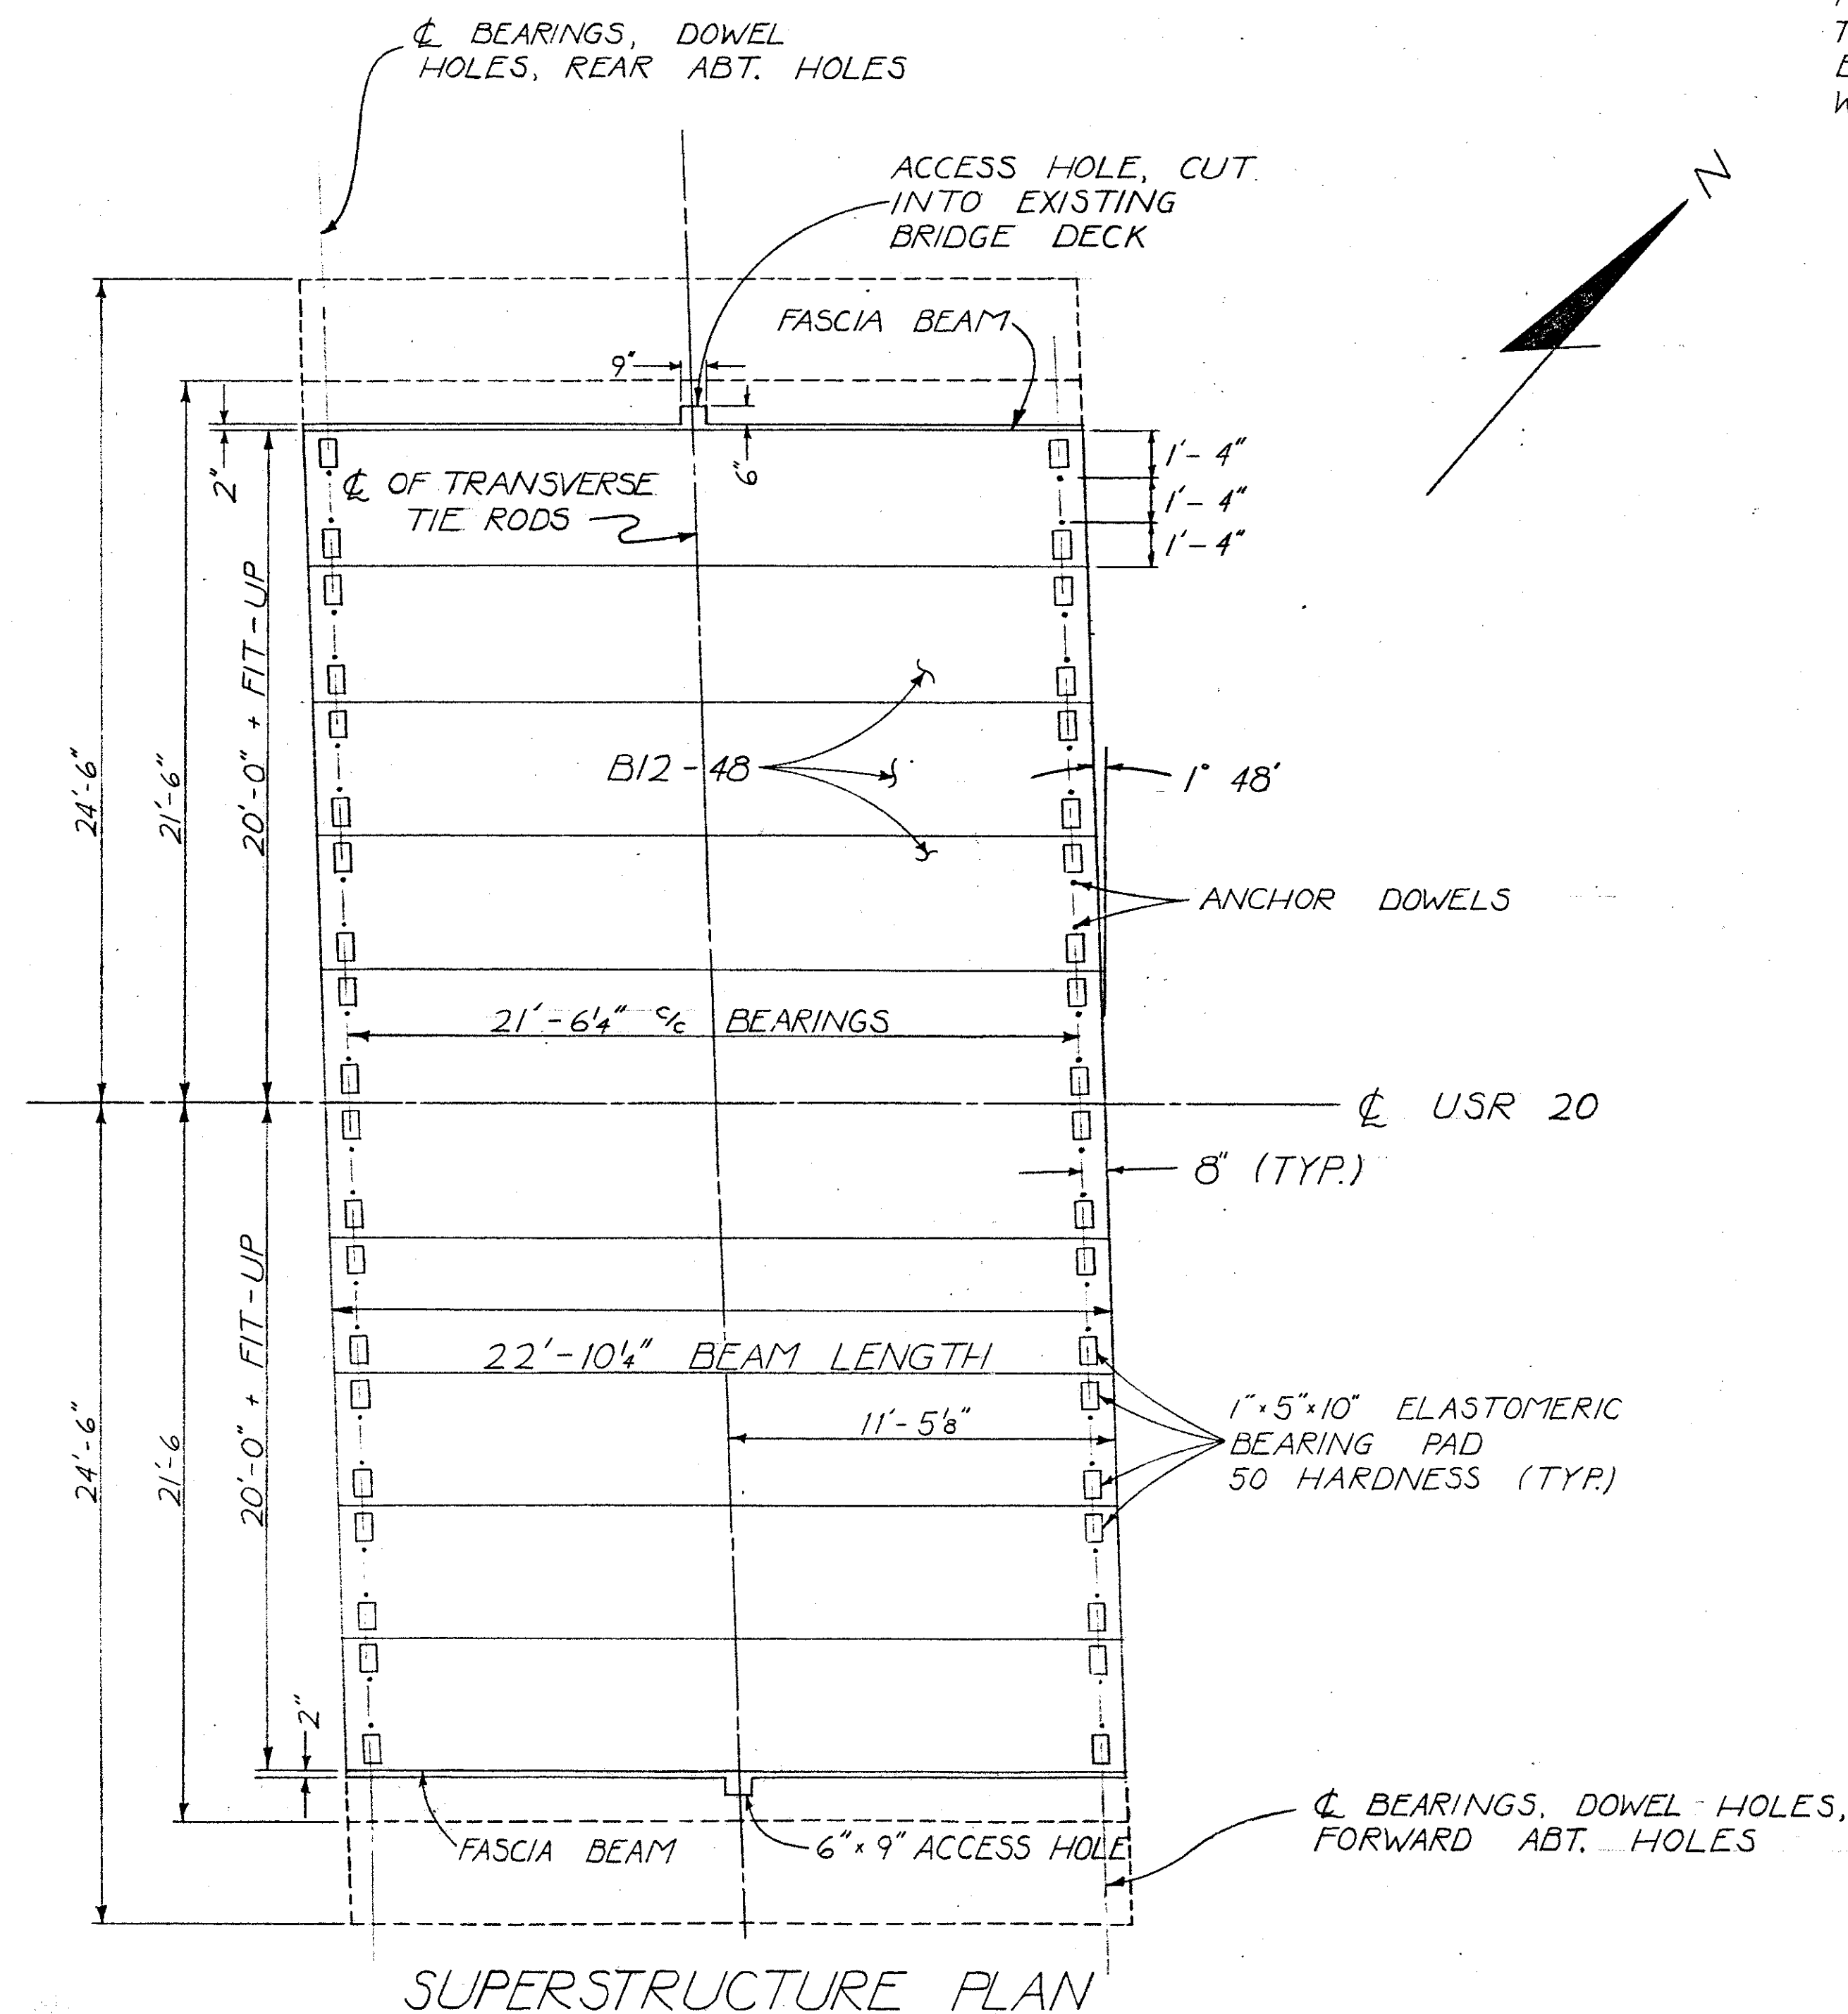 ℄ BEARINGS, DOWEL
HOLES, REAR ABT. HOLES
ACCESS HOLE, CUT
INTO EXISTING
BRIDGE DECK
N
FASCIA BEAM
9"
2"
6"
℄ OF TRANSVERSE
TIE RODS
1'-4"
1'-4"
1'-4"
24'-6"
21'-6"
20'-0" + FIT-UP
B12-48
1° 48'
ANCHOR DOWELS
21'-6¼" c/c BEARINGS
℄ USR 20
8" (TYP.)
24'-6"
21'-6
20'-0" + FIT-UP
22'-10¼" BEAM LENGTH
11'-5⅛"
1"x5"x10" ELASTOMERIC
BEARING PAD
50 HARDNESS (TYP.)
2"
FASCIA BEAM
6"x9" ACCESS HOLE
℄ BEARINGS, DOWEL HOLES,
FORWARD ABT. HOLES
SUPERSTRUCTURE PLAN